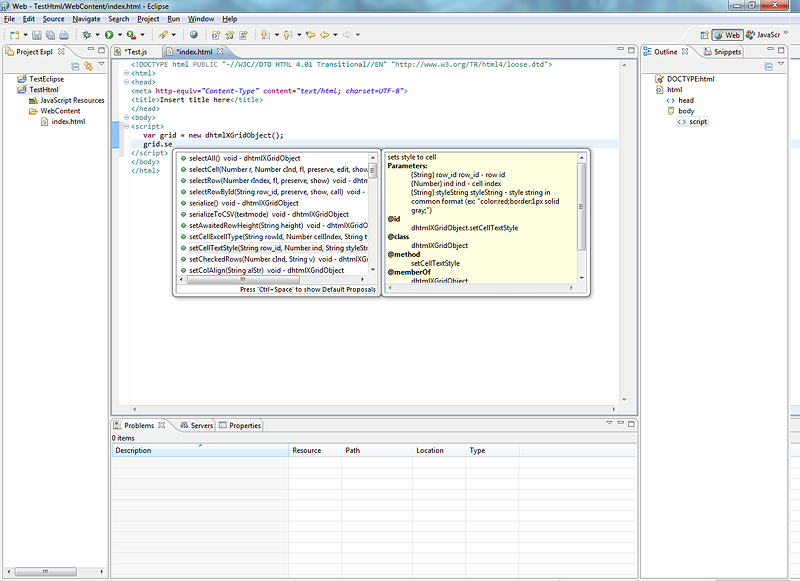 Web - TestHtml/WebContent/index.html - Eclipse
File Edit Source Navigate Search Project Run Window Help
Web JavaScr
Project Expl
TestEclipse
TestHtml
JavaScript Resources
WebContent
index.html
*Test.js *index.html
<!DOCTYPE html PUBLIC "-//W3C//DTD HTML 4.01 Transitional//EN" "http://www.w3.org/TR/html4/loose.dtd">
<html>
<head>
<meta http-equiv="Content-Type" content="text/html; charset=UTF-8">
<title>Insert title here</title>
</head>
<body>
<script>
var grid = new dhtmlXGridObject();
grid.se
</script>
</body>
</html>
selectAll() void - dhtmlXGridObject
selectCell(Number r, Number cInd, fl, preserve, edit, show
selectRow(Number rIndex, fl, preserve, show) void - dhtm
selectRowById(String row_id, preserve, show, call) void -
serialize() void - dhtmlXGridObject
serializeToCSV(textmode) void - dhtmlXGridObject
setAwaitedRowHeight(String height) void - dhtmlXGridObj
setCellExcellType(String rowId, Number cellIndex, String t
setCellTextStyle(String row_id, Number ind, String styleStr
setCheckedRows(Number cInd, String v) void - dhtmlXGri
setColAlign(String alStr) void - dhtmlXGridObject
Press 'Ctrl+Space' to show Default Proposals
sets style to cell
Parameters:
(String) row_id row_id - row id
(Number) ind ind - cell index
(String) styleString styleString - style string in
common format (ex: "color:red;border:1px solid
gray;")
@id
dhtmlXGridObject.setCellTextStyle
@class
dhtmlXGridObject
@method
setCellTextStyle
@memberOf
dhtmlXGridObject
Outline Snippets
DOCTYPE:html
html
head
body
script
Problems Servers Properties
0 items
Description Resource Path Location Type